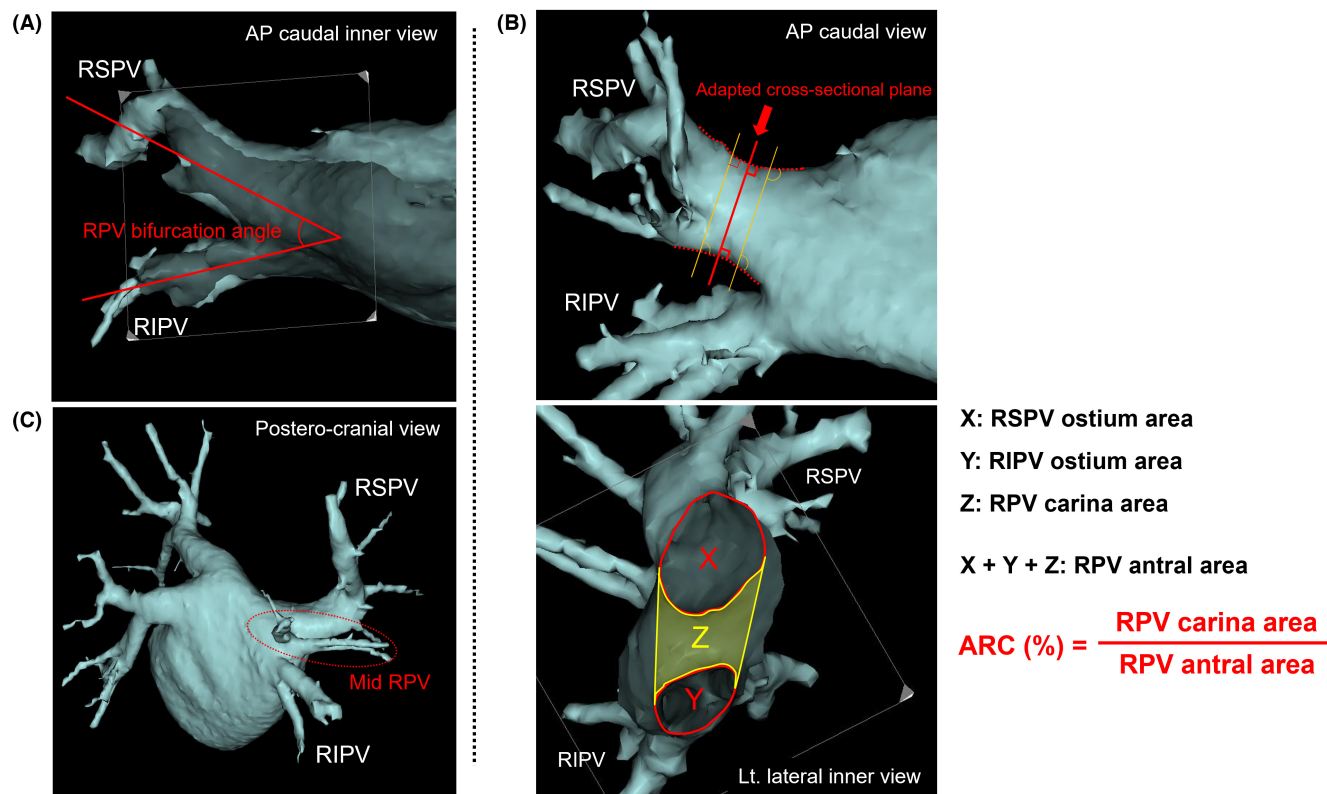 (A)
AP caudal inner view
RSPV
RPV bifurcation angle
RIPV
(B)
AP caudal view
RSPV
Adapted cross-sectional plane
RIPV
(C)
Postero-cranial view
RSPV
Mid RPV
RIPV
RSPV
X
Z
Y
RIPV
Lt. lateral inner view
X: RSPV ostium area
Y: RIPV ostium area
Z: RPV carina area
X + Y + Z: RPV antral area
ARC (%) = RPV carina area
RPV antral area